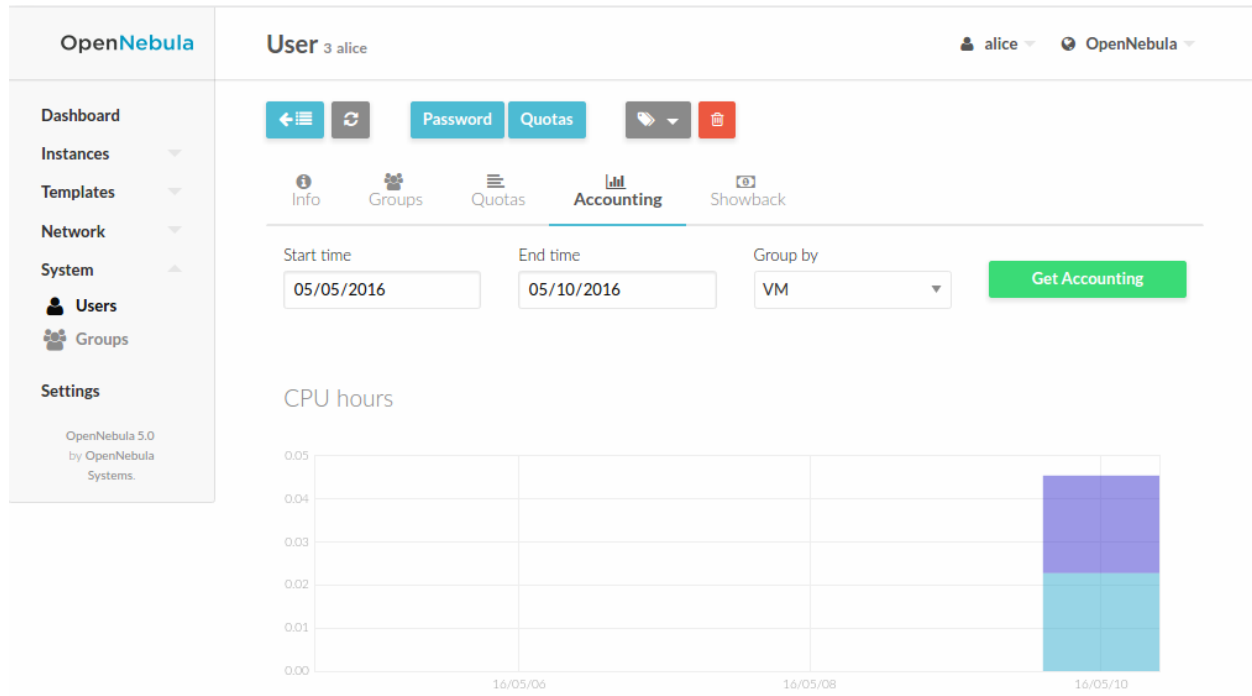 OpenNebula
User 3 alice
alice
OpenNebula
Dashboard
Instances
Templates
Network
System
Users
Groups
Settings
OpenNebula 5.0
by OpenNebula
Systems.
Password
Quotas
Info
Groups
Quotas
Accounting
Showback
Start time
End time
Group by
05/05/2016
05/10/2016
VM
Get Accounting
CPU hours
0.05
0.04
0.03
0.02
0.01
0.00
16/05/06
16/05/08
16/05/10